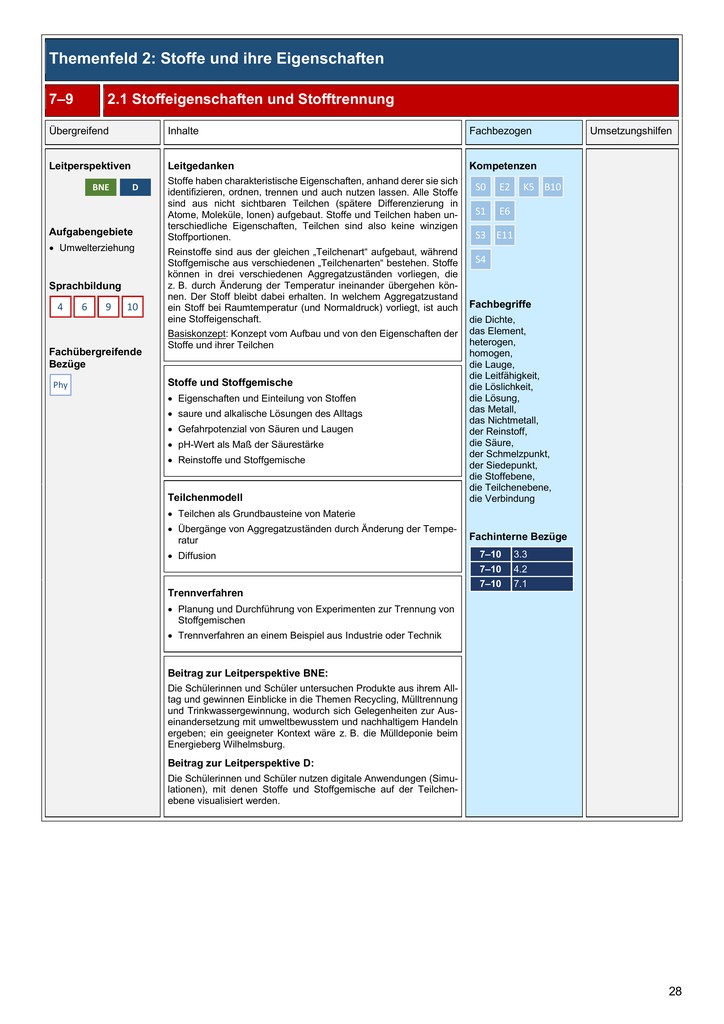 Themenfeld 2: Stoffe und ihre Eigenschaften
7–9 2.1 Stoffeigenschaften und Stofftrennung
Übergreifend
Inhalte
Fachbezogen
Umsetzungshilfen
Leitperspektiven
BNE D
Aufgabengebiete
• Umwelterziehung
Sprachbildung
4 6 9 10
Fachübergreifende
Bezüge
Phy
Leitgedanken
Stoffe haben charakteristische Eigenschaften, anhand derer sie sich
identifizieren, ordnen, trennen und auch nutzen lassen. Alle Stoffe
sind aus nicht sichtbaren Teilchen (spätere Differenzierung in
Atome, Moleküle, Ionen) aufgebaut. Stoffe und Teilchen haben un-
terschiedliche Eigenschaften, Teilchen sind also keine winzigen
Stoffportionen.
Reinstoffe sind aus der gleichen „Teilchenart“ aufgebaut, während
Stoffgemische aus verschiedenen „Teilchenarten“ bestehen. Stoffe
können in drei verschiedenen Aggregatzuständen vorliegen, die
z. B. durch Änderung der Temperatur ineinander übergehen kön-
nen. Der Stoff bleibt dabei erhalten. In welchem Aggregatzustand
ein Stoff bei Raumtemperatur (und Normaldruck) vorliegt, ist auch
eine Stoffeigenschaft.
Basiskonzept: Konzept vom Aufbau und von den Eigenschaften der
Stoffe und ihrer Teilchen
Stoffe und Stoffgemische
• Eigenschaften und Einteilung von Stoffen
• saure und alkalische Lösungen des Alltags
• Gefahrpotenzial von Säuren und Laugen
• pH-Wert als Maß der Säurestärke
• Reinstoffe und Stoffgemische
Teilchenmodell
• Teilchen als Grundbausteine von Materie
• Übergänge von Aggregatzuständen durch Änderung der Tempe-
ratur
• Diffusion
Trennverfahren
• Planung und Durchführung von Experimenten zur Trennung von
Stoffgemischen
• Trennverfahren an einem Beispiel aus Industrie oder Technik
Beitrag zur Leitperspektive BNE:
Die Schülerinnen und Schüler untersuchen Produkte aus ihrem All-
tag und gewinnen Einblicke in die Themen Recycling, Mülltrennung
und Trinkwassergewinnung, wodurch sich Gelegenheiten zur Aus-
einandersetzung mit umweltbewusstem und nachhaltigem Handeln
ergeben; ein geeigneter Kontext wäre z. B. die Mülldeponie beim
Energieberg Wilhelmsburg.
Beitrag zur Leitperspektive D:
Die Schülerinnen und Schüler nutzen digitale Anwendungen (Simu-
lationen), mit denen Stoffe und Stoffgemische auf der Teilchen-
ebene visualisiert werden.
Kompetenzen
S0 E2 K5 B10
S1 E6
S3 E11
S4
Fachbegriffe
die Dichte,
das Element,
heterogen,
homogen,
die Lauge,
die Leitfähigkeit,
die Löslichkeit,
die Lösung,
das Metall,
das Nichtmetall,
der Reinstoff,
die Säure,
der Schmelzpunkt,
der Siedepunkt,
die Stoffebene,
die Teilchenebene,
die Verbindung
Fachinterne Bezüge
7–10 3.3
7–10 4.2
7–10 7.1
28